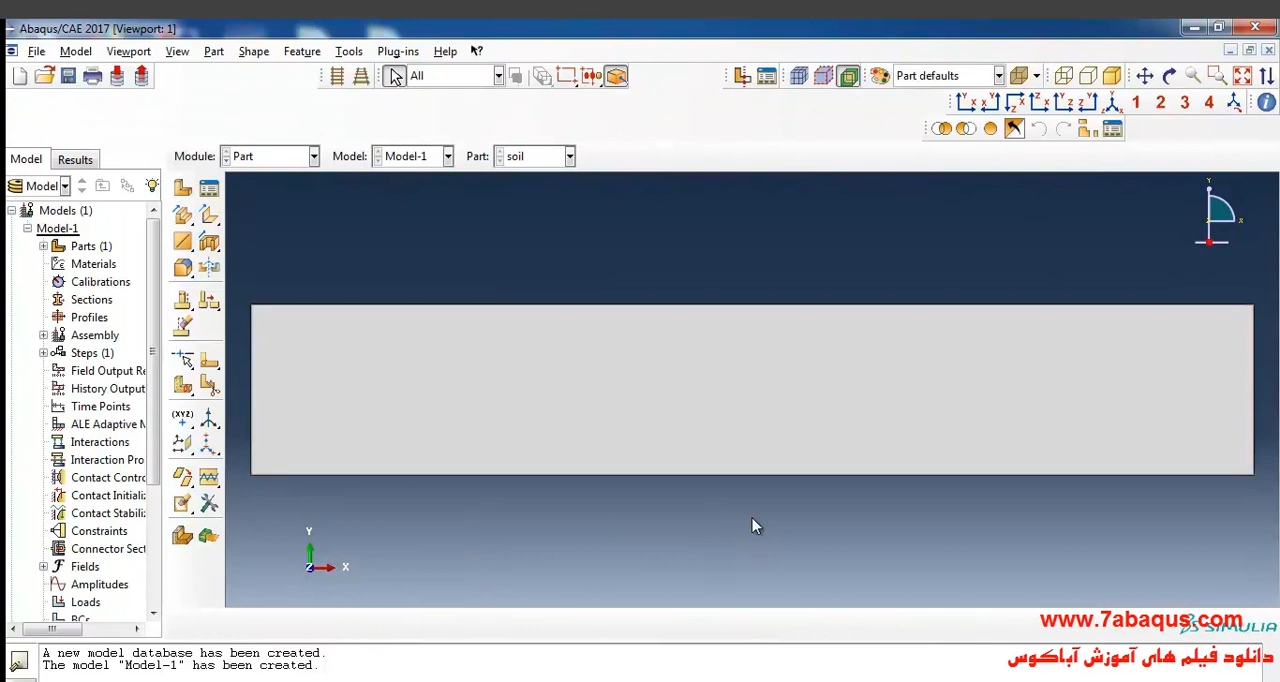 Abaqus/CAE 2017 [Viewport: 1]
File Model Viewport View Part Shape Feature Tools Plug-ins Help
All
Part defaults
1 2 3 4
Model Results
Module: Part Model: Model-1 Part: soil
Model
Models (1)
Model-1
Parts (1)
Materials
Calibrations
Sections
Profiles
Assembly
Steps (1)
Field Output Re
History Output
Time Points
ALE Adaptive M
Interactions
Interaction Pro
Contact Contro
Contact Initializ
Contact Stabiliz
Constraints
Connector Sect
Fields
Amplitudes
Loads
BCs
(XYZ)
Y
X
Y
Z
X
www.7abaqus.com
SIMULIA
دانلود فیلم های آموزش آباکوس
A new model database has been created.
The model "Model-1" has been created.